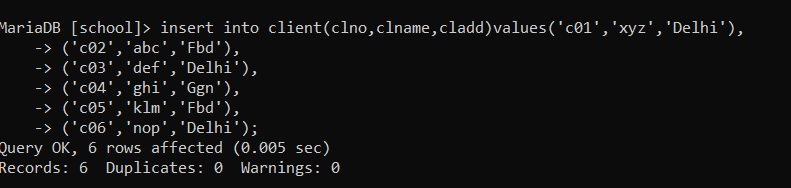 MariaDB [school]> insert into client(clno,clname,cladd)values('c01','xyz','Delhi'),
    -> ('c02','abc','Fbd'),
    -> ('c03','def','Delhi'),
    -> ('c04','ghi','Ggn'),
    -> ('c05','klm','Fbd'),
    -> ('c06','nop','Delhi');
Query OK, 6 rows affected (0.005 sec)
Records: 6  Duplicates: 0  Warnings: 0